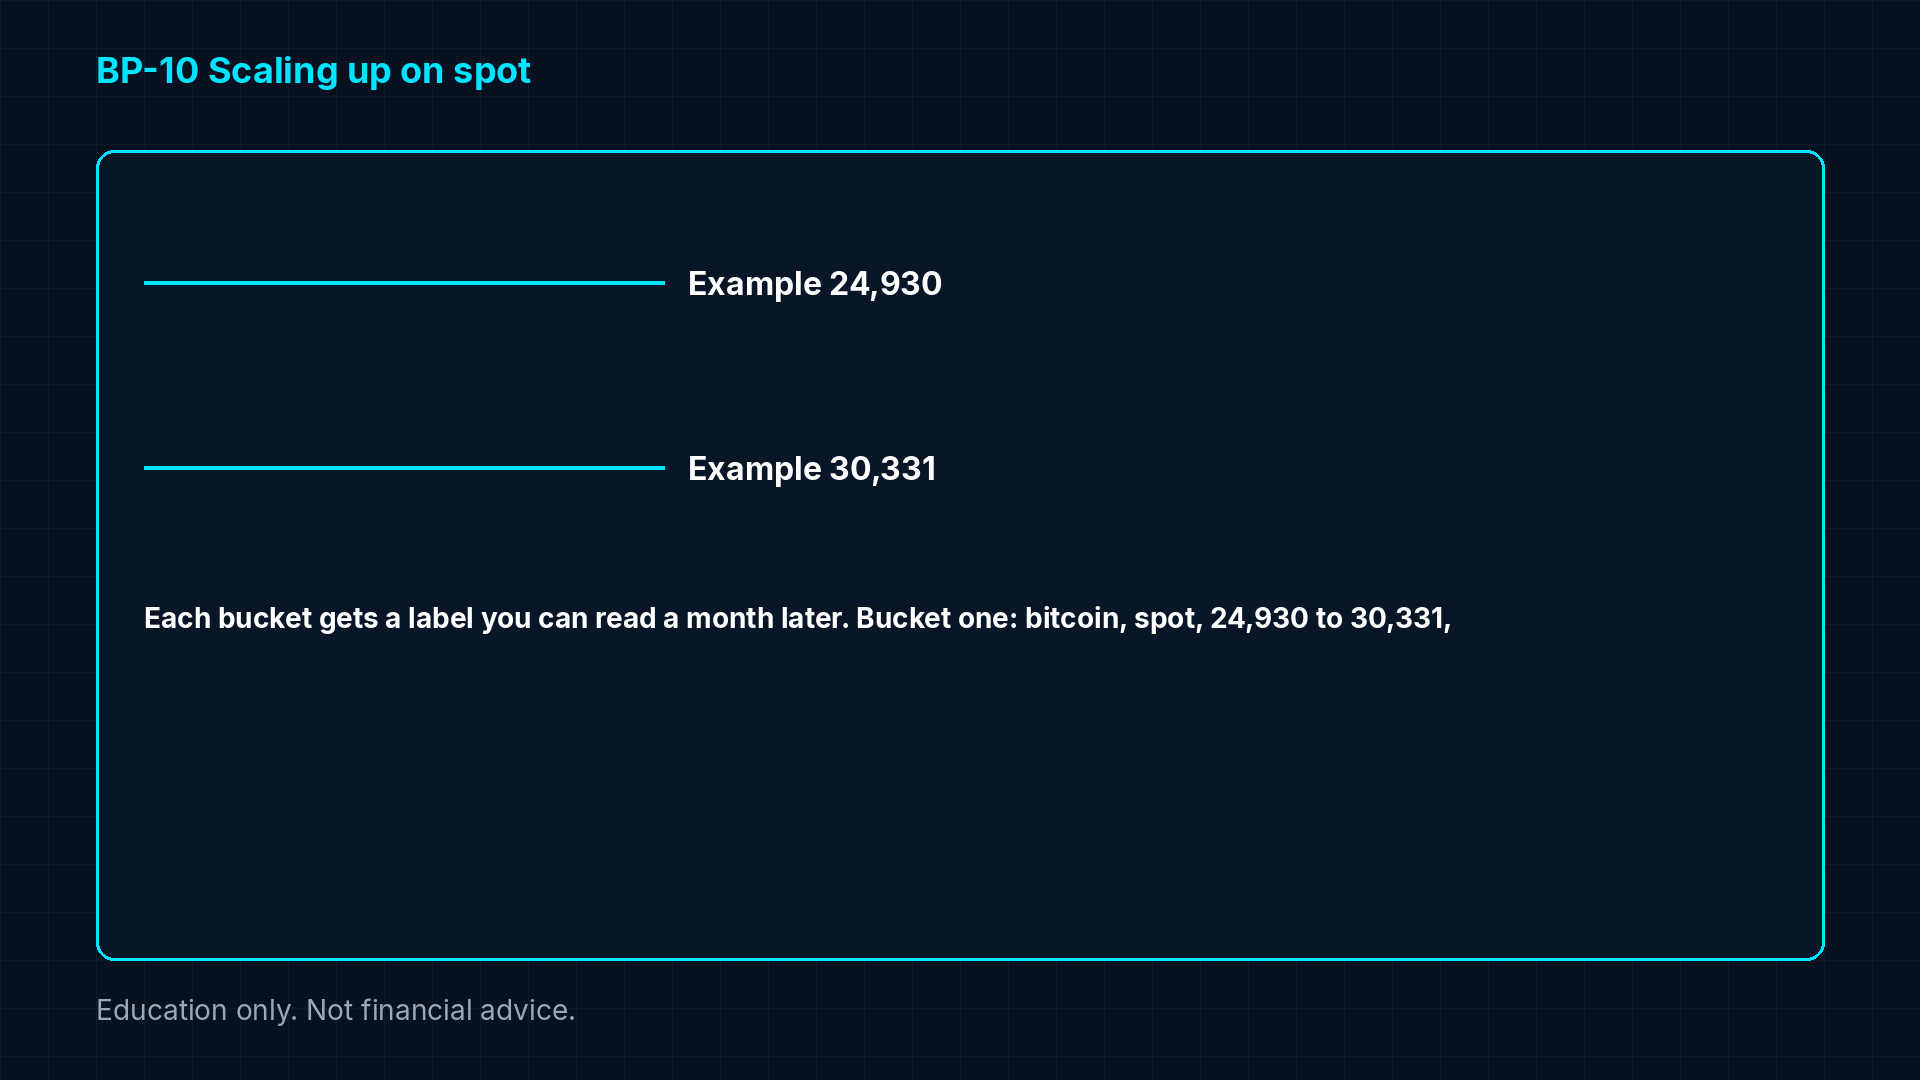 BP-10 Scaling up on spot
Example 24,930
Example 30,331
Each bucket gets a label you can read a month later. Bucket one: bitcoin, spot, 24,930 to 30,331,
Education only. Not financial advice.